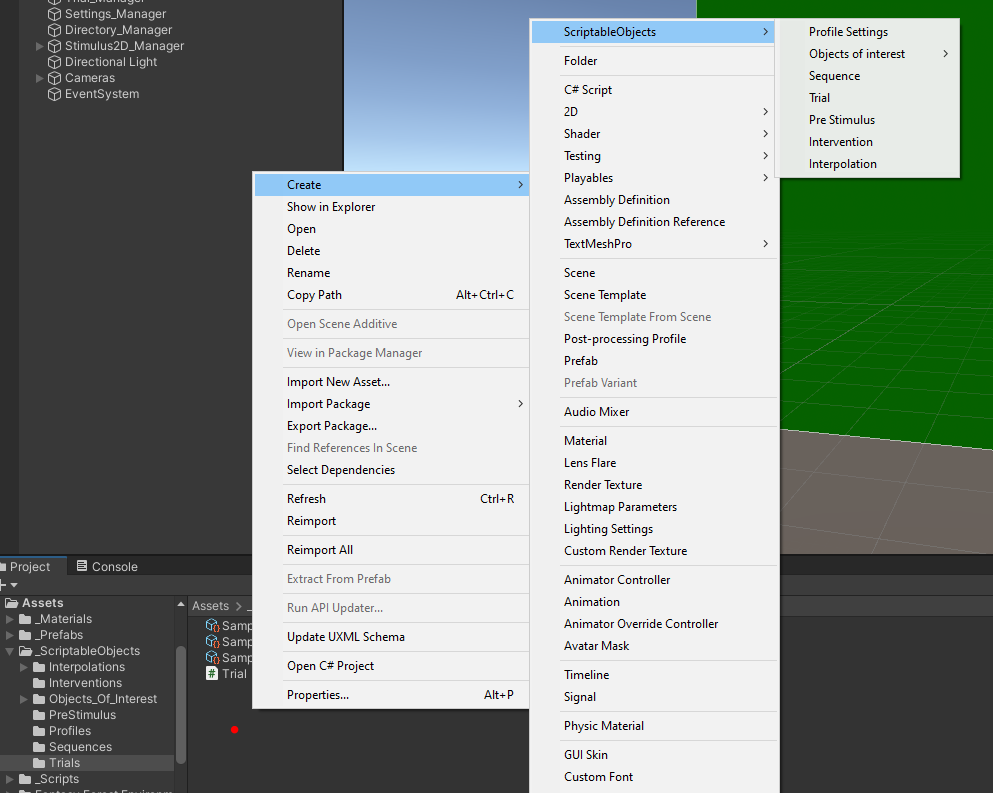 Settings_Manager
Directory_Manager
Stimulus2D_Manager
Directional Light
Cameras
EventSystem
Create
Show in Explorer
Open
Delete
Rename
Copy Path Alt+Ctrl+C
Open Scene Additive
View in Package Manager
Import New Asset...
Import Package
Export Package...
Find References In Scene
Select Dependencies
Refresh Ctrl+R
Reimport
Reimport All
Extract From Prefab
Run API Updater...
Update UXML Schema
Open C# Project
Properties... Alt+P
ScriptableObjects
Folder
C# Script
2D
Shader
Testing
Playables
Assembly Definition
Assembly Definition Reference
TextMeshPro
Scene
Scene Template
Scene Template From Scene
Post-processing Profile
Prefab
Prefab Variant
Audio Mixer
Material
Lens Flare
Render Texture
Lightmap Parameters
Lighting Settings
Custom Render Texture
Animator Controller
Animation
Animator Override Controller
Avatar Mask
Timeline
Signal
Physic Material
GUI Skin
Custom Font
Profile Settings
Objects of interest
Sequence
Trial
Pre Stimulus
Intervention
Interpolation
Project Console
Assets
_Materials
_Prefabs
_ScriptableObjects
Interpolations
Interventions
Objects_Of_Interest
PreStimulus
Profiles
Sequences
Trials
_Scripts
Assets > _
Samp
Samp
Samp
Trial